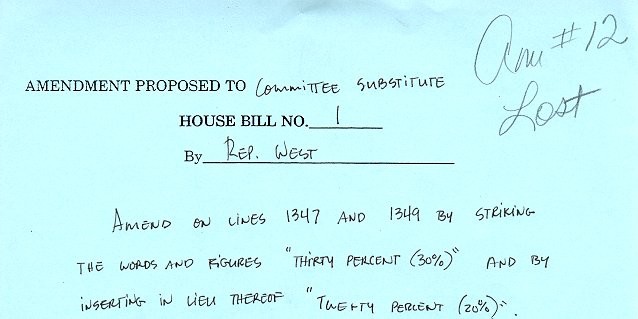 Am #12
Lost
AMENDMENT PROPOSED TO COMMITTEE SUBSTITUTE
HOUSE BILL NO. 1
By REP. WEST
AMEND ON LINES 1347 AND 1349 BY STRIKING
THE WORDS AND FIGURES "THIRTY PERCENT (30%)" AND BY
INSERTING IN LIEU THEREOF "TWENTY PERCENT (20%)".